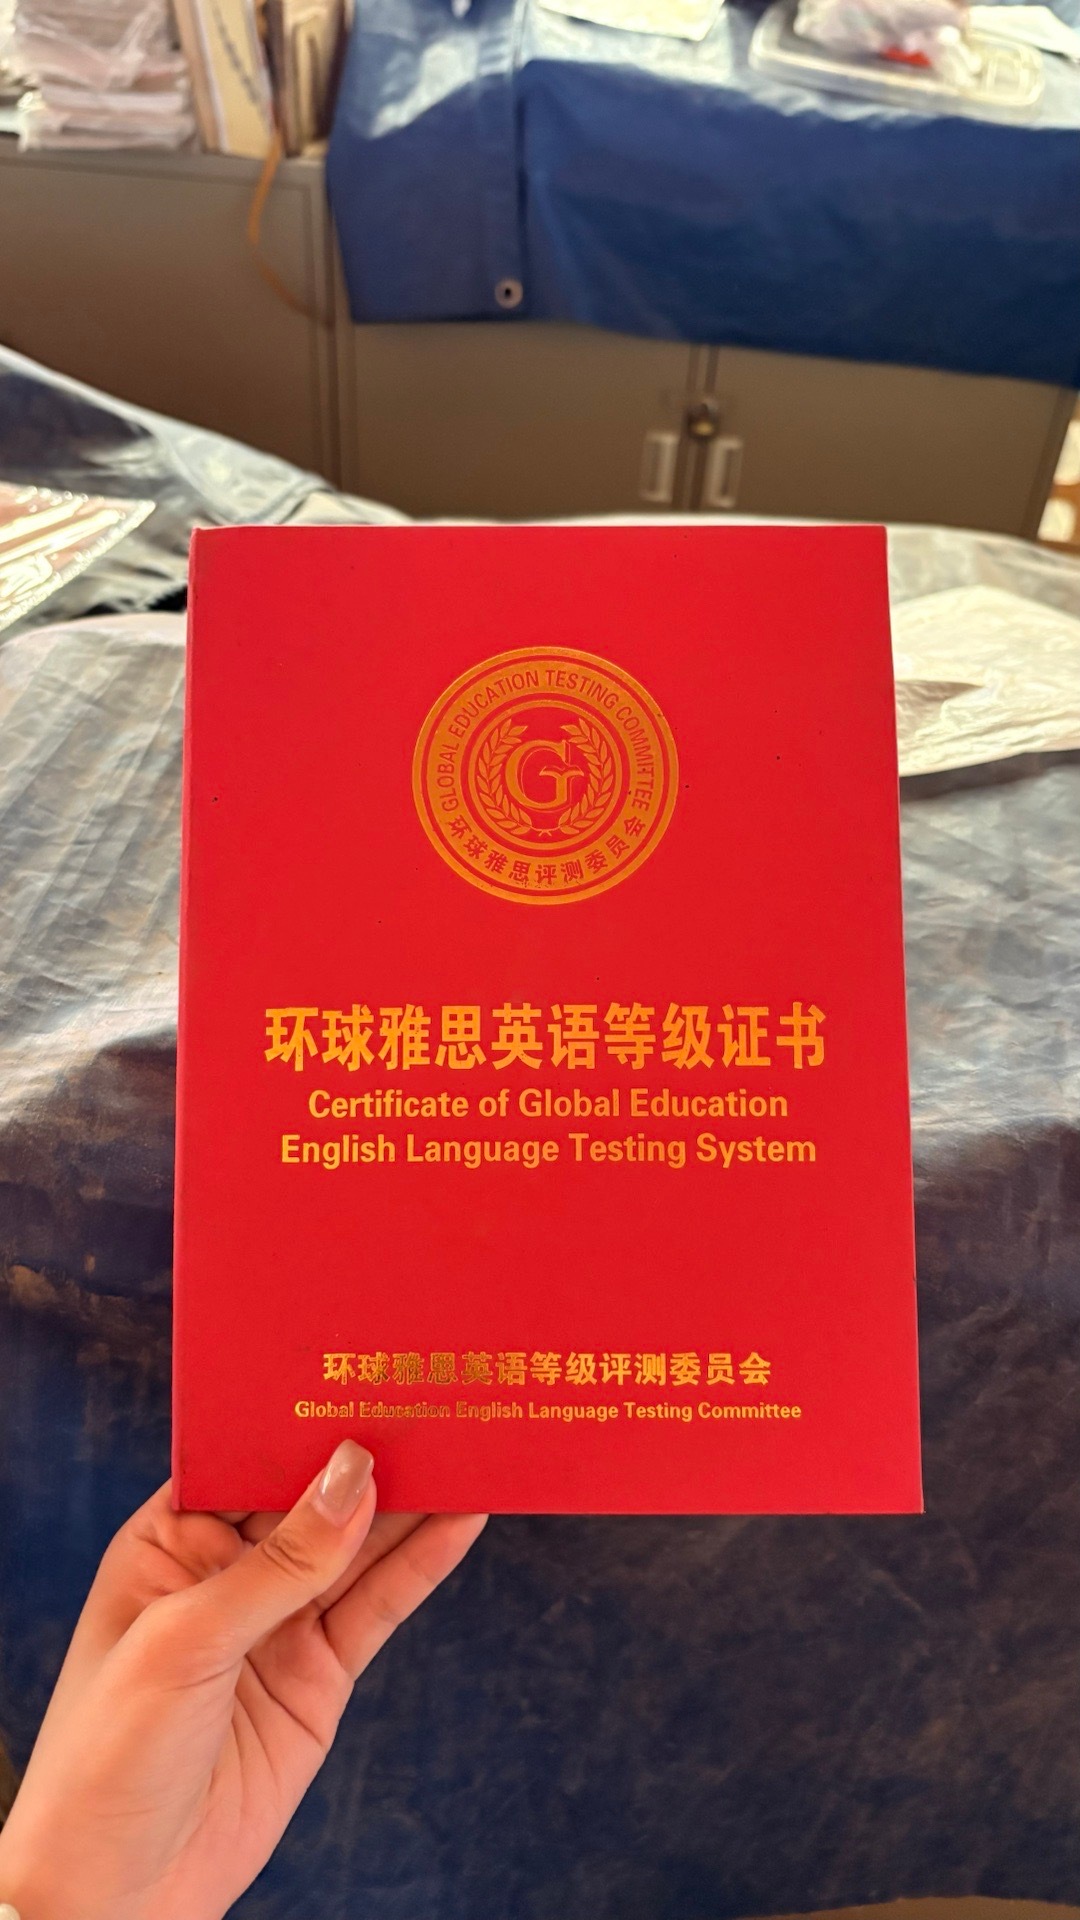 GLOBAL EDUCATION TESTING COMMITTEE
G
环球雅思评测委员会
环球雅思英语等级证书
Certificate of Global Education
English Language Testing System
环球雅思英语等级评测委员会
Global Education English Language Testing Committee